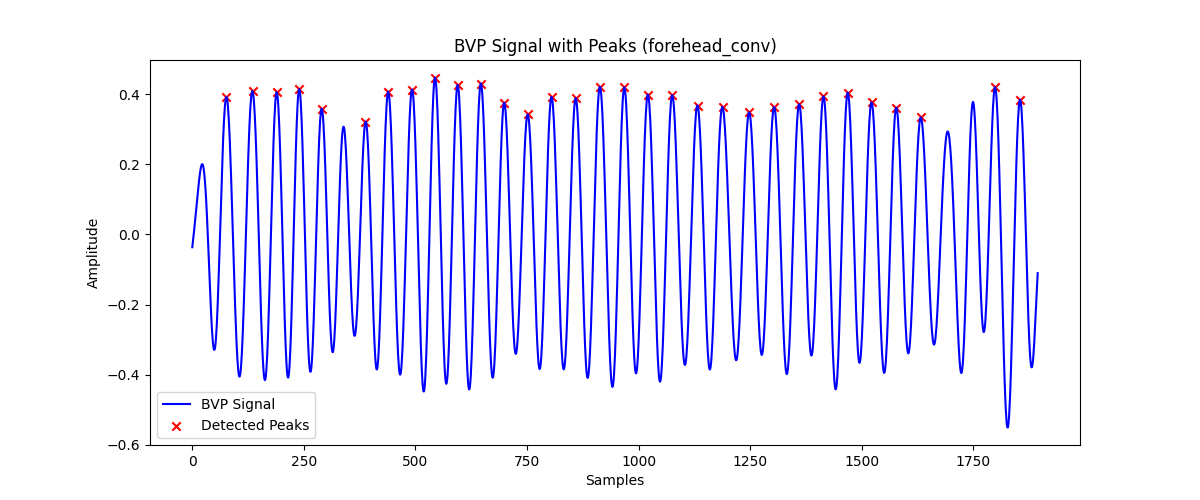 BVP Signal with Peaks (forehead_conv)
Amplitude
0.4
0.2
0.0
−0.2
−0.4
−0.6
BVP Signal
Detected Peaks
0 250 500 750 1000 1250 1500 1750
Samples